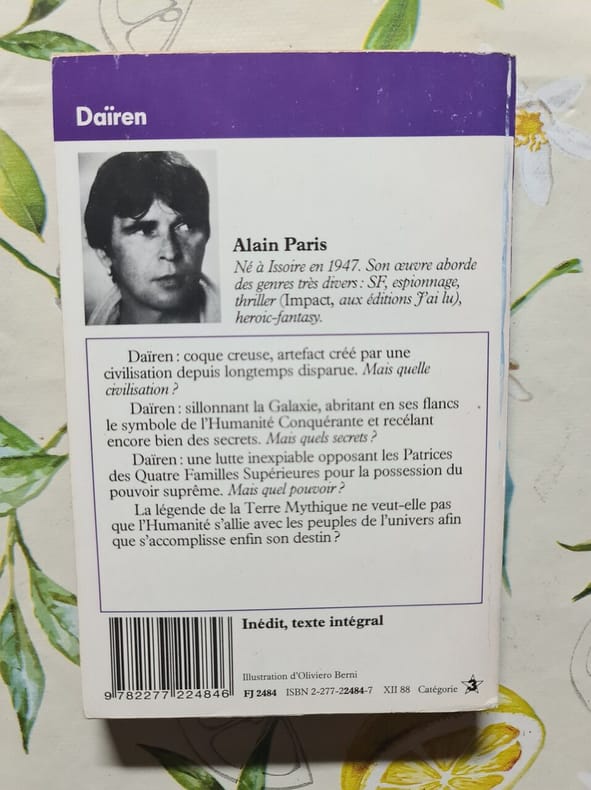 Daïren
Alain Paris
Né à Issoire en 1947. Son œuvre aborde
des genres très divers : SF, espionnage,
thriller (Impact, aux éditions J'ai lu),
heroic-fantasy.
Daïren : coque creuse, artefact créé par une
civilisation depuis longtemps disparue. Mais quelle
civilisation ?
Daïren : sillonnant la Galaxie, abritant en ses flancs
le symbole de l'Humanité Conquérante et recélant
encore bien des secrets. Mais quels secrets ?
Daïren : une lutte inexpiable opposant les Patrices
des Quatre Familles Supérieures pour la possession du
pouvoir suprême. Mais quel pouvoir ?
La légende de la Terre Mythique ne veut-elle pas
que l'Humanité s'allie avec les peuples de l'univers afin
que s'accomplisse enfin son destin ?
Inédit, texte intégral
Illustration d'Oliviero Berni
9 782277 224846
FJ 2484 ISBN 2-277-22484-7 XII 88 Catégorie 3